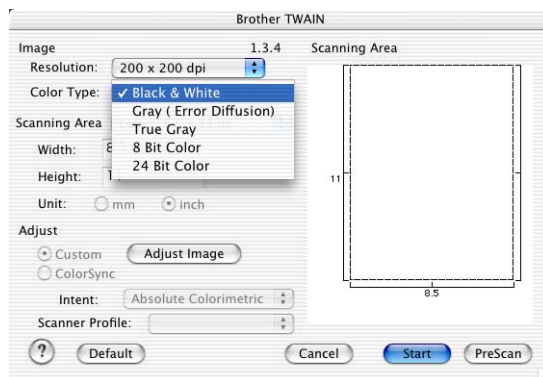 Brother TWAIN
Image 1.3.4
Resolution: 200 x 200 dpi
Color Type: ✓ Black & White
Gray ( Error Diffusion)
True Gray
8 Bit Color
24 Bit Color
Scanning Area
Width: 8
Height:
Unit: mm inch
Adjust
Custom Adjust Image
ColorSync
Intent: Absolute Colorimetric
Scanner Profile:
? Default
Scanning Area
11
8.5
Cancel Start PreScan